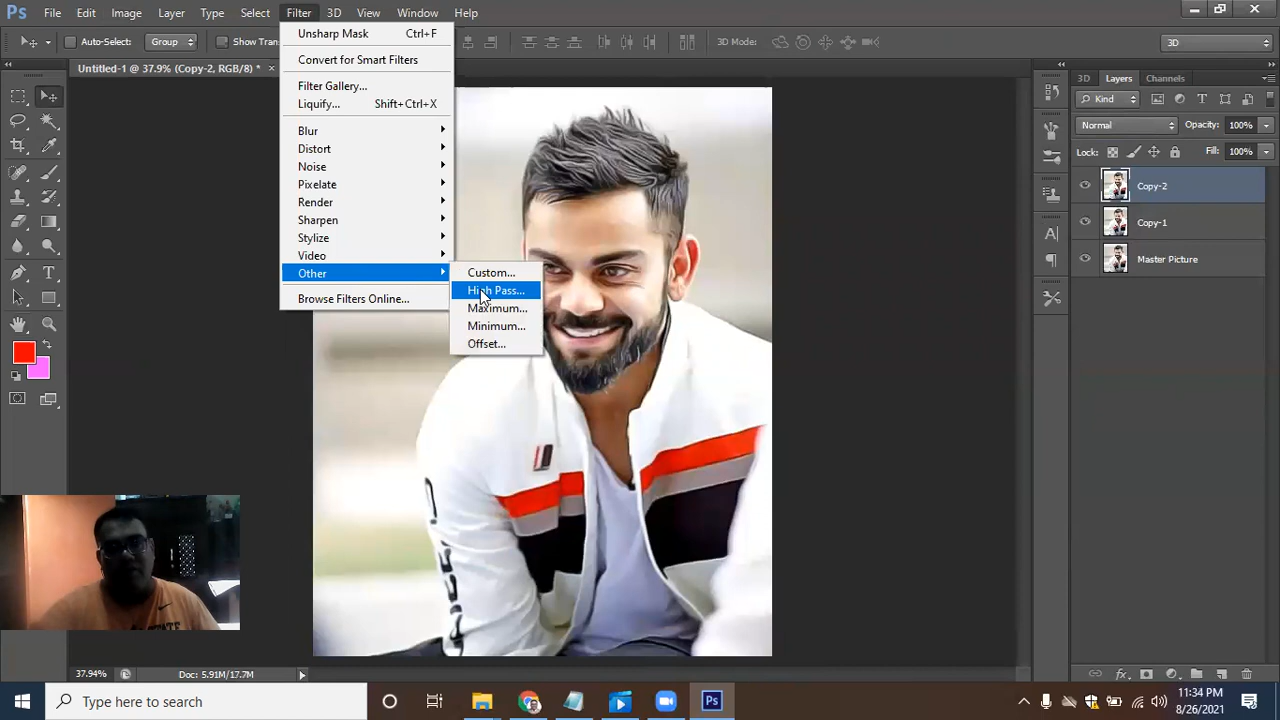 Ps File Edit Image Layer Type Select Filter 3D View Window Help
Auto-Select: Group Show Tran 3D Mode: 3D
Untitled-1 @ 37.9% (Copy-2, RGB/8) * ×
Unsharp Mask Ctrl+F
Convert for Smart Filters
Filter Gallery...
Liquify... Shift+Ctrl+X
Blur
Distort
Noise
Pixelate
Render
Sharpen
Stylize
Video
Other
Browse Filters Online...
Custom...
High Pass...
Maximum...
Minimum...
Offset...
3D Layers Channels
Kind
Normal Opacity: 100%
Lock: Fill: 100%
Copy-2
Copy-1
Master Picture
37.94% Doc: 5.91M/17.7M
Type here to search
Ps
11:34 PM
8/26/2021